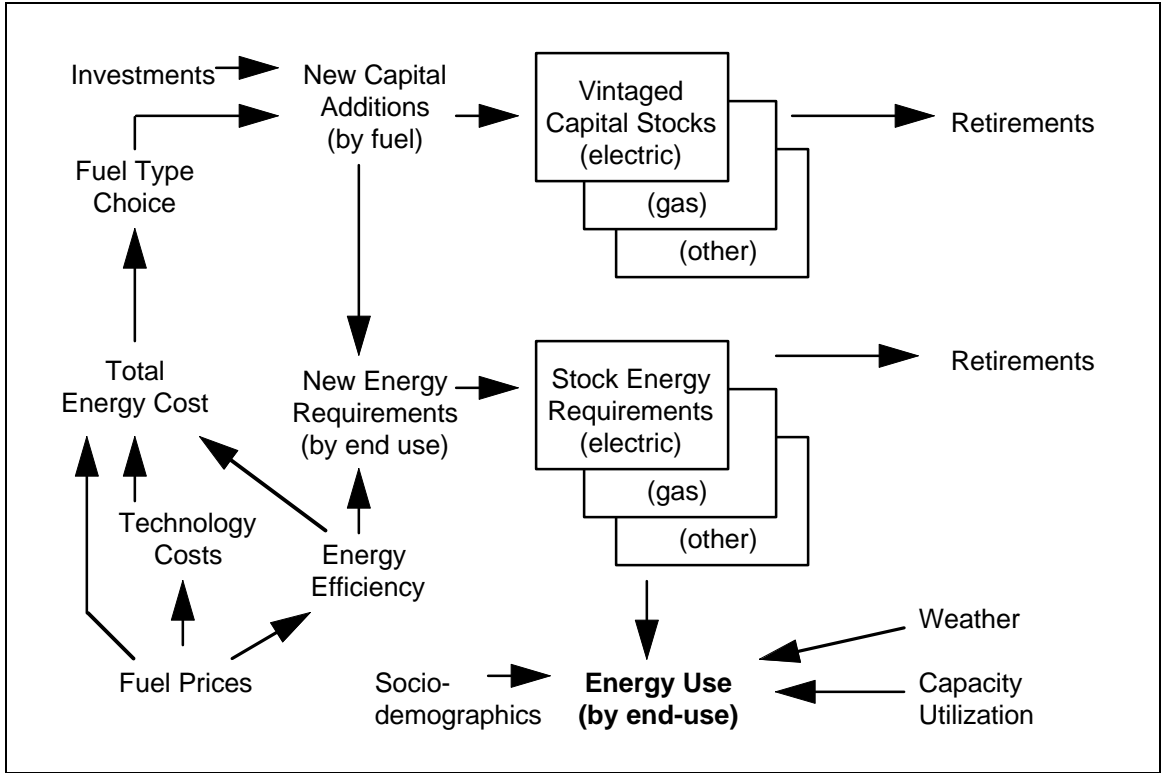 Investments
New Capital
Additions
(by fuel)
Vintaged
Capital Stocks
(electric)
(gas)
(other)
Retirements
Fuel Type
Choice
Total
Energy Cost
New Energy
Requirements
(by end use)
Stock Energy
Requirements
(electric)
(gas)
(other)
Retirements
Technology
Costs
Energy
Efficiency
Fuel Prices
Socio-
demographics
Energy Use
(by end-use)
Weather
Capacity
Utilization